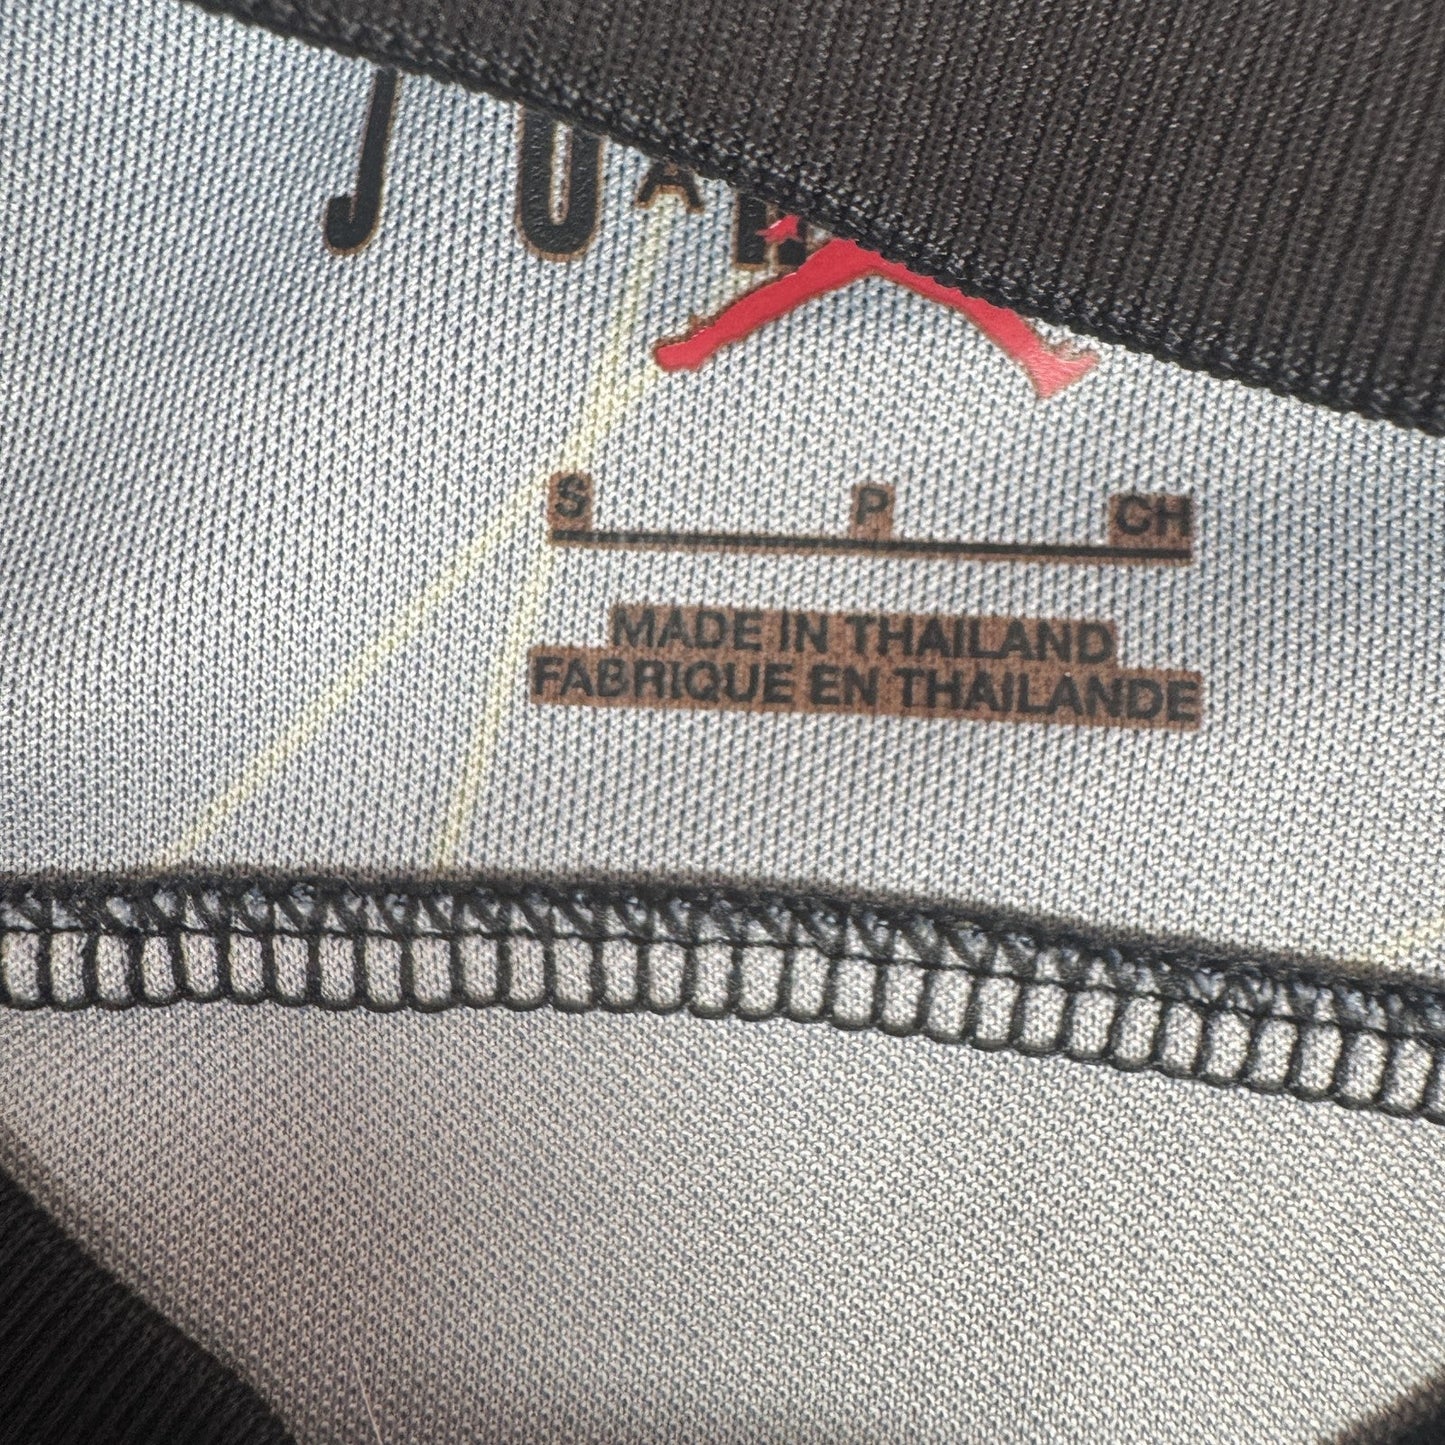 S P CH
MADE IN THAILAND
FABRIQUE EN THAILANDE